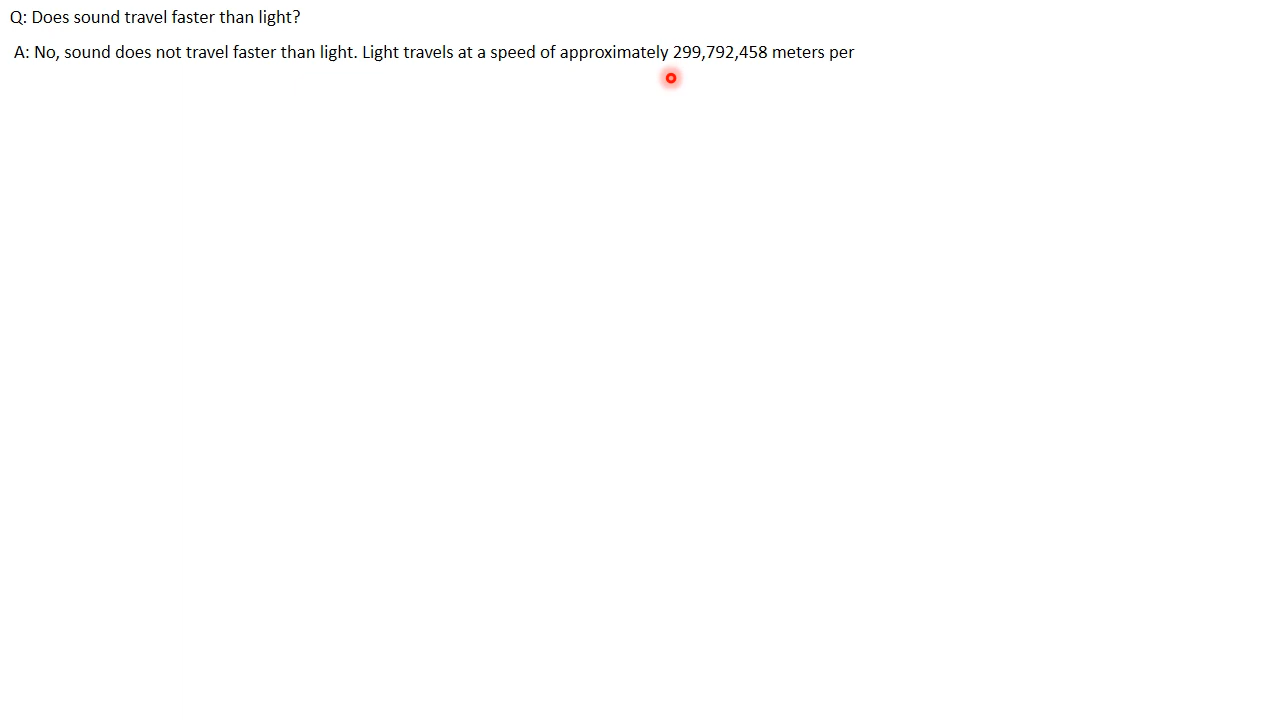 Q: Does sound travel faster than light?
A: No, sound does not travel faster than light. Light travels at a speed of approximately 299,792,458 meters per